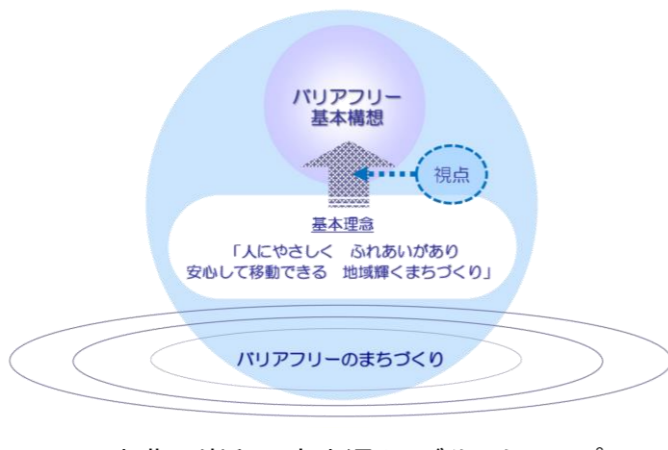 バリアフリー
基本構想
視点
基本理念
「人にやさしく ふれあいがあり
安心して移動できる 地域輝くまちづくり」
バリアフリーのまちづくり